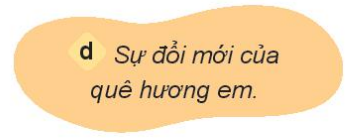 d Sự đổi mới của
quê hương em.